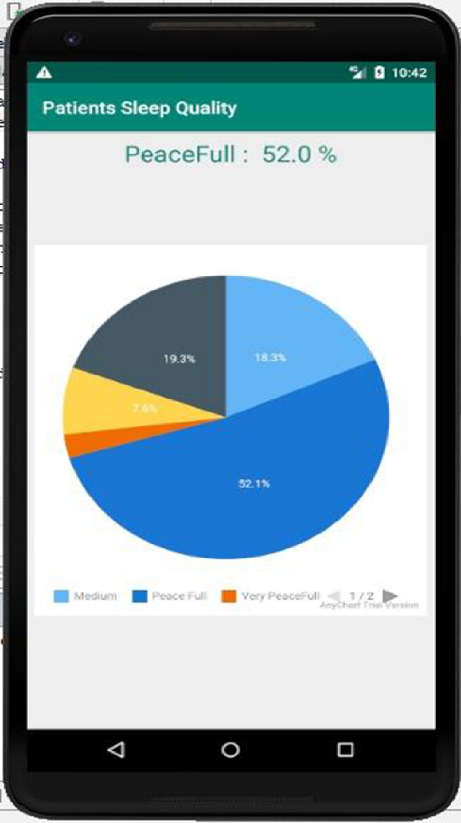 10:42
Patients Sleep Quality
PeaceFull : 52.0 %
19.3%
18.3%
7.6%
52.1%
Medium Peace Full Very PeaceFull 1 / 2
AnyChart Trial Version